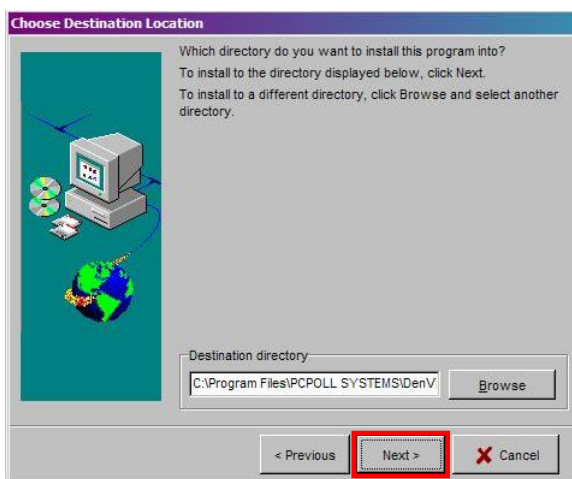 Choose Destination Location
Which directory do you want to install this program into?
To install to the directory displayed below, click Next.
To install to a different directory, click Browse and select another
directory.
Destination directory
C:\Program Files\PCPOLL SYSTEMS\DenV
Browse
< Previous
Next >
Cancel